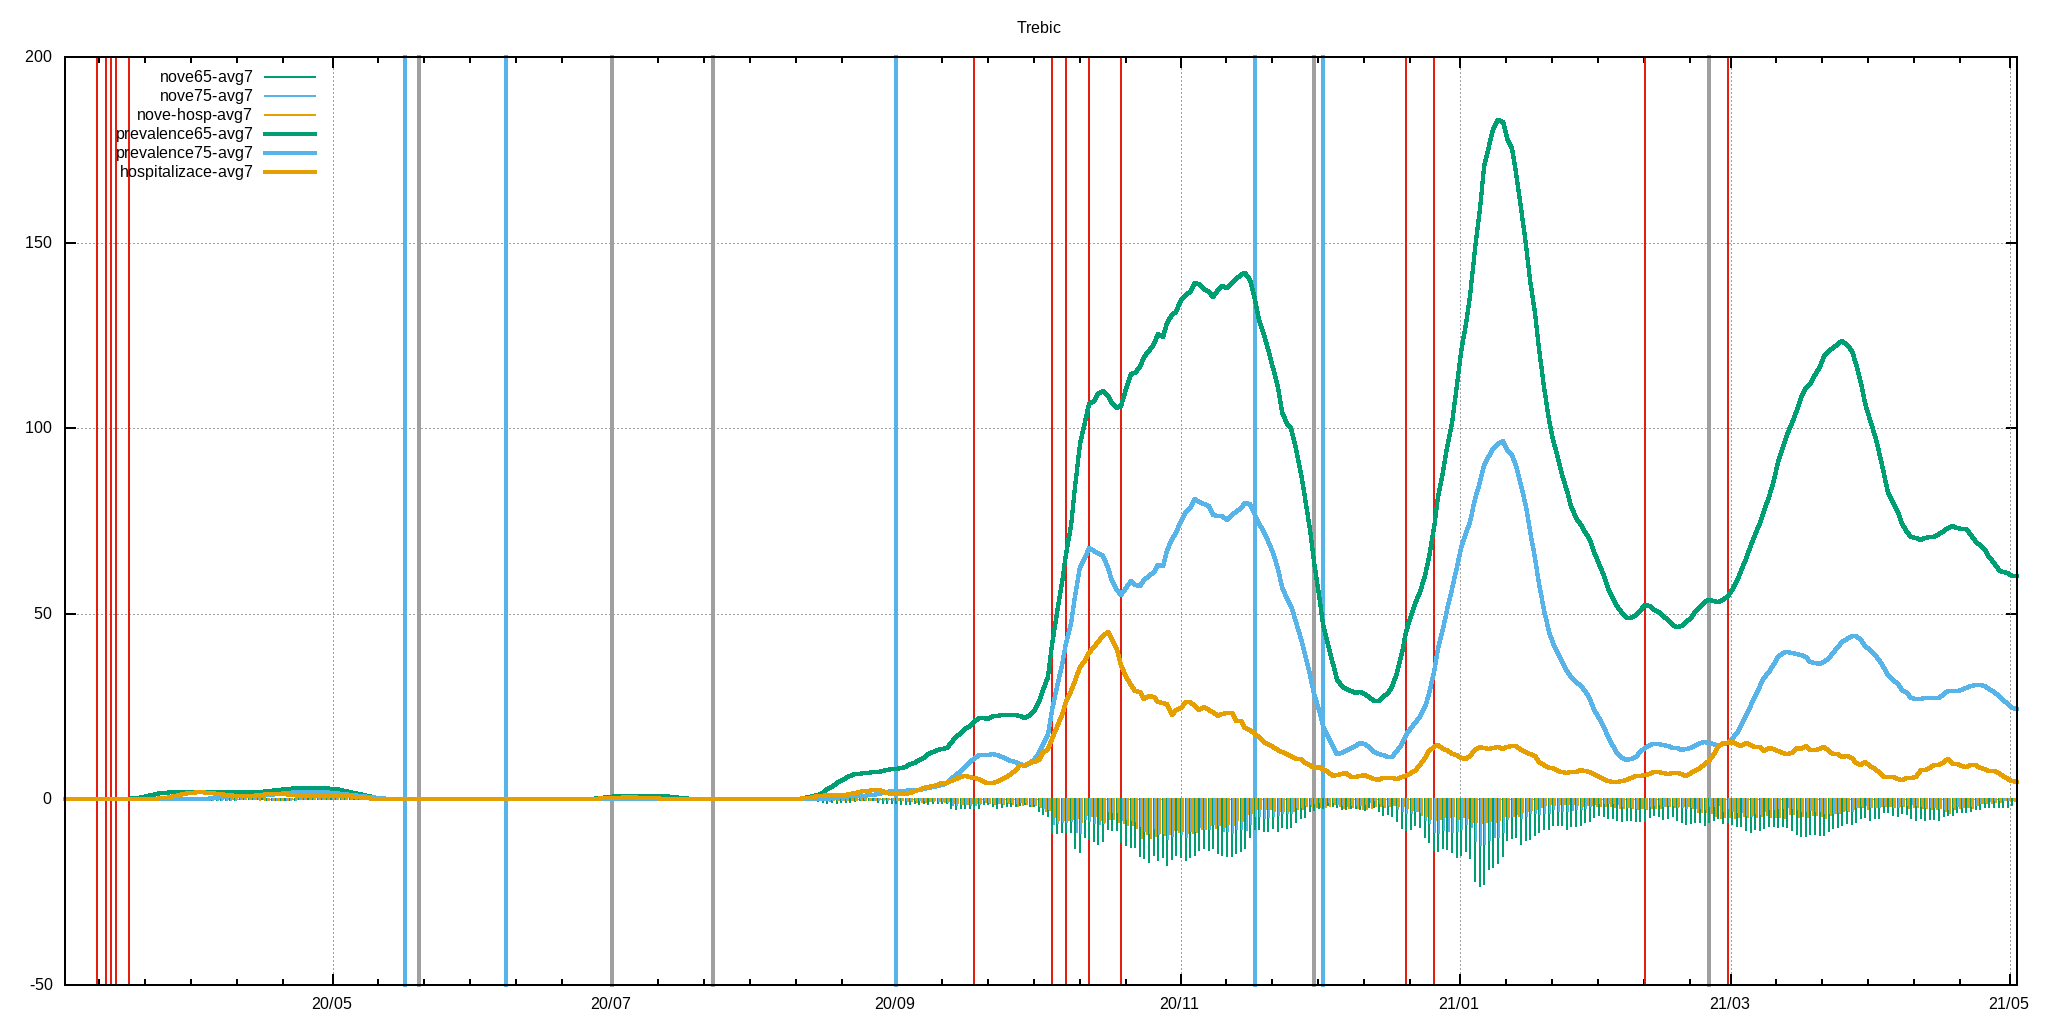 Trebic
200
nove65-avg7
nove75-avg7
nove-hosp-avg7
prevalence65-avg7
prevalence75-avg7
hospitalizace-avg7
150
100
50
0
-50
20/05 20/07 20/09 20/11 21/01 21/03 21/05